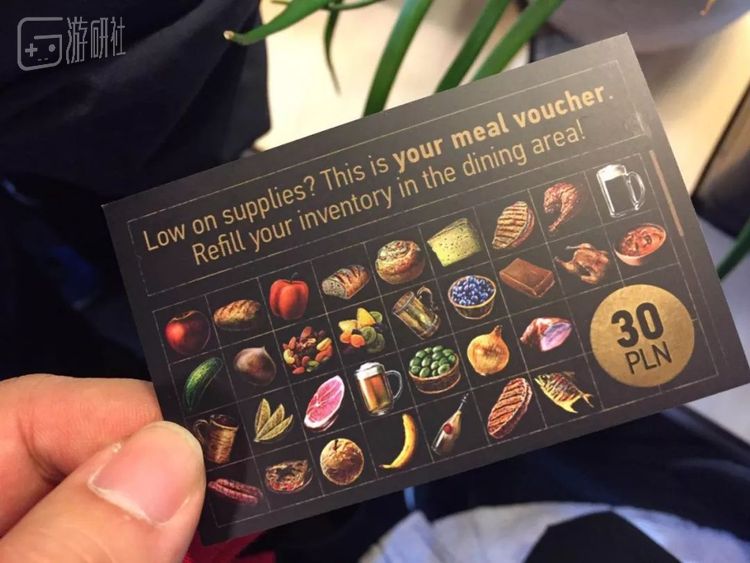 游研社
Low on supplies? This is your meal voucher.
Refill your inventory in the dining area!
30
PLN